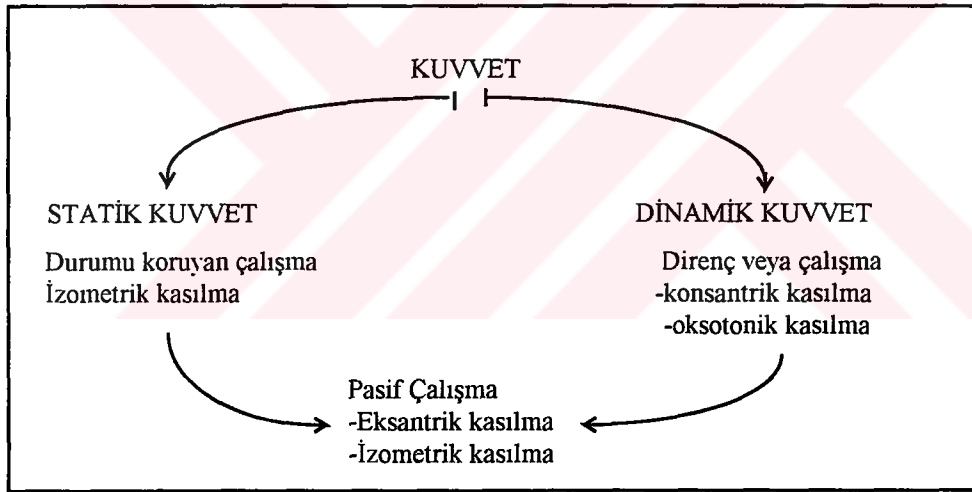 KUVVET
STATİK KUVVET
Durumu koruyan çalışma
İzometrik kasılma
DİNAMİK KUVVET
Direnç veya çalışma
-konsantrik kasılma
-oksotonik kasılma
Pasif Çalışma
-Eksantrik kasılma
-İzometrik kasılma